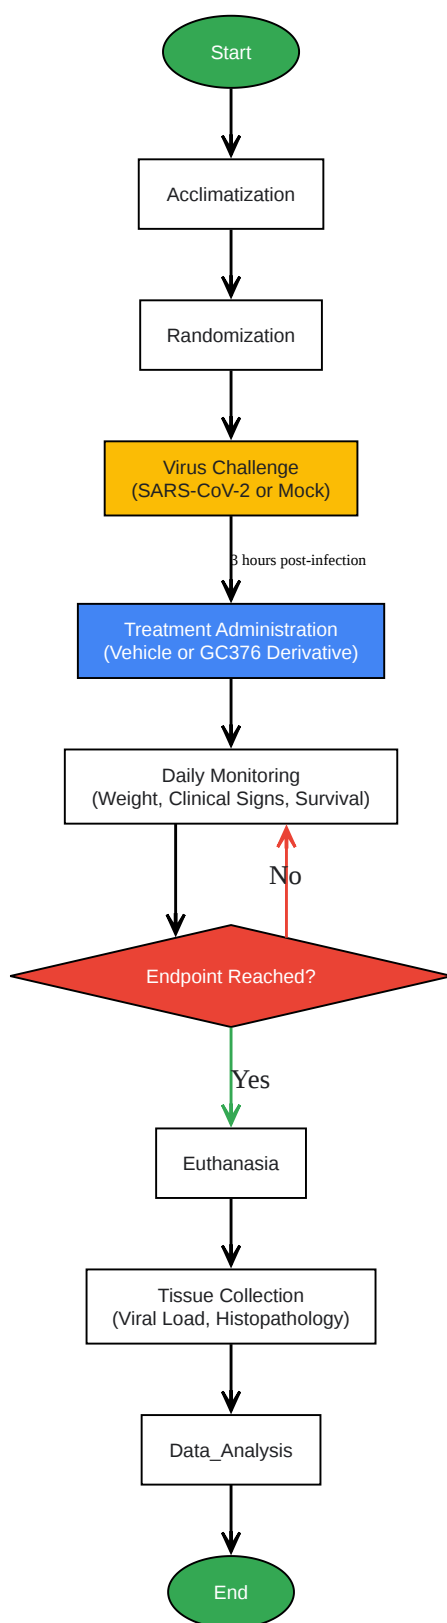 Start
Acclimatization
Randomization
Virus Challenge
(SARS-CoV-2 or Mock)
3 hours post-infection
Treatment Administration
(Vehicle or GC376 Derivative)
Daily Monitoring
(Weight, Clinical Signs, Survival)
No
Endpoint Reached?
Yes
Euthanasia
Tissue Collection
(Viral Load, Histopathology)
Data_Analysis
End